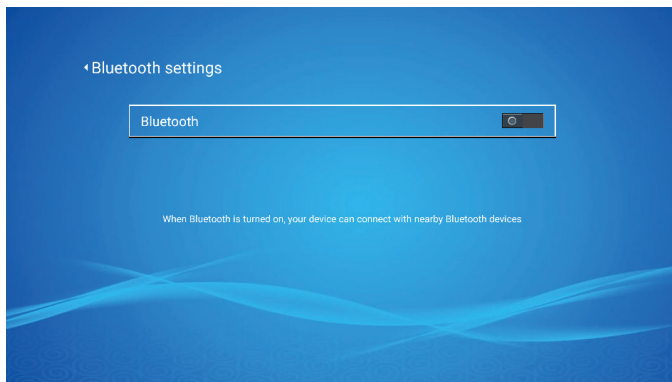 Bluetooth settings
Bluetooth
When Bluetooth is turned on, your device can connect with nearby Bluetooth devices